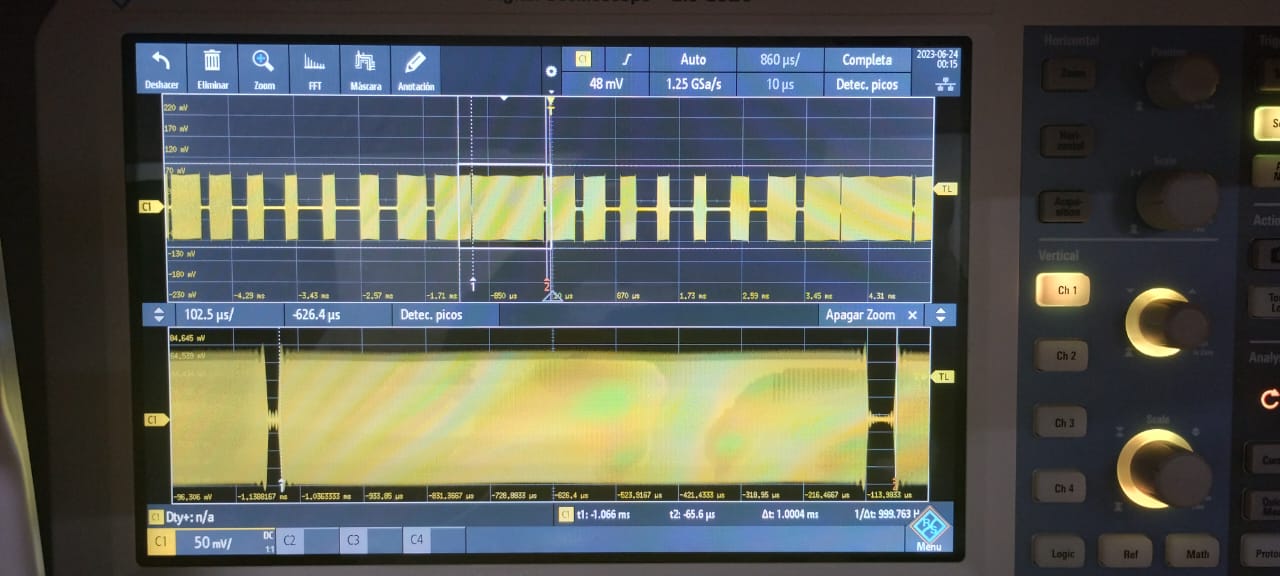 C1 Auto 860 µs/ Completa 2023-06-24
00:15
Deshacer Eliminar Zoom FFT Máscara Anotación
48 mV 1.25 GSa/s 10 µs Detec. picos
220 mV
170 mV
120 mV
70 mV
C1
TL
-130 mV
-180 mV
-230 mV
-4.29 ms -3.43 ms -2.57 ms -1.71 ms -850 µs 10 µs 870 µs 1.73 ms 2.59 ms 3.45 ms 4.31 ms
1 2
102.5 µs/ -626.4 µs Detec. picos Apagar Zoom
84.645 mV
64.539 mV
TL
C1
-96.306 mV -1.1388167 ms -1.0363333 ms -933.85 µs -831.3667 µs -728.8833 µs -626.4 µs -523.9167 µs -421.4333 µs -318.95 µs -216.4667 µs -113.9833 µs
C1 Dty+: n/a C1 t1: -1.066 ms t2: -65.6 µs Δt: 1.0004 ms 1/Δt: 999.763 H
C1 50 mV/ DC 1:1 C2 C3 C4 R&S Menu
Horizontal
Position
Zoom
Hori-
zontal
Scale
Acqui-
sition
Vertical
Ch 1
Ch 2
Ch 3
Scale
Ch 4
Logic Ref Math